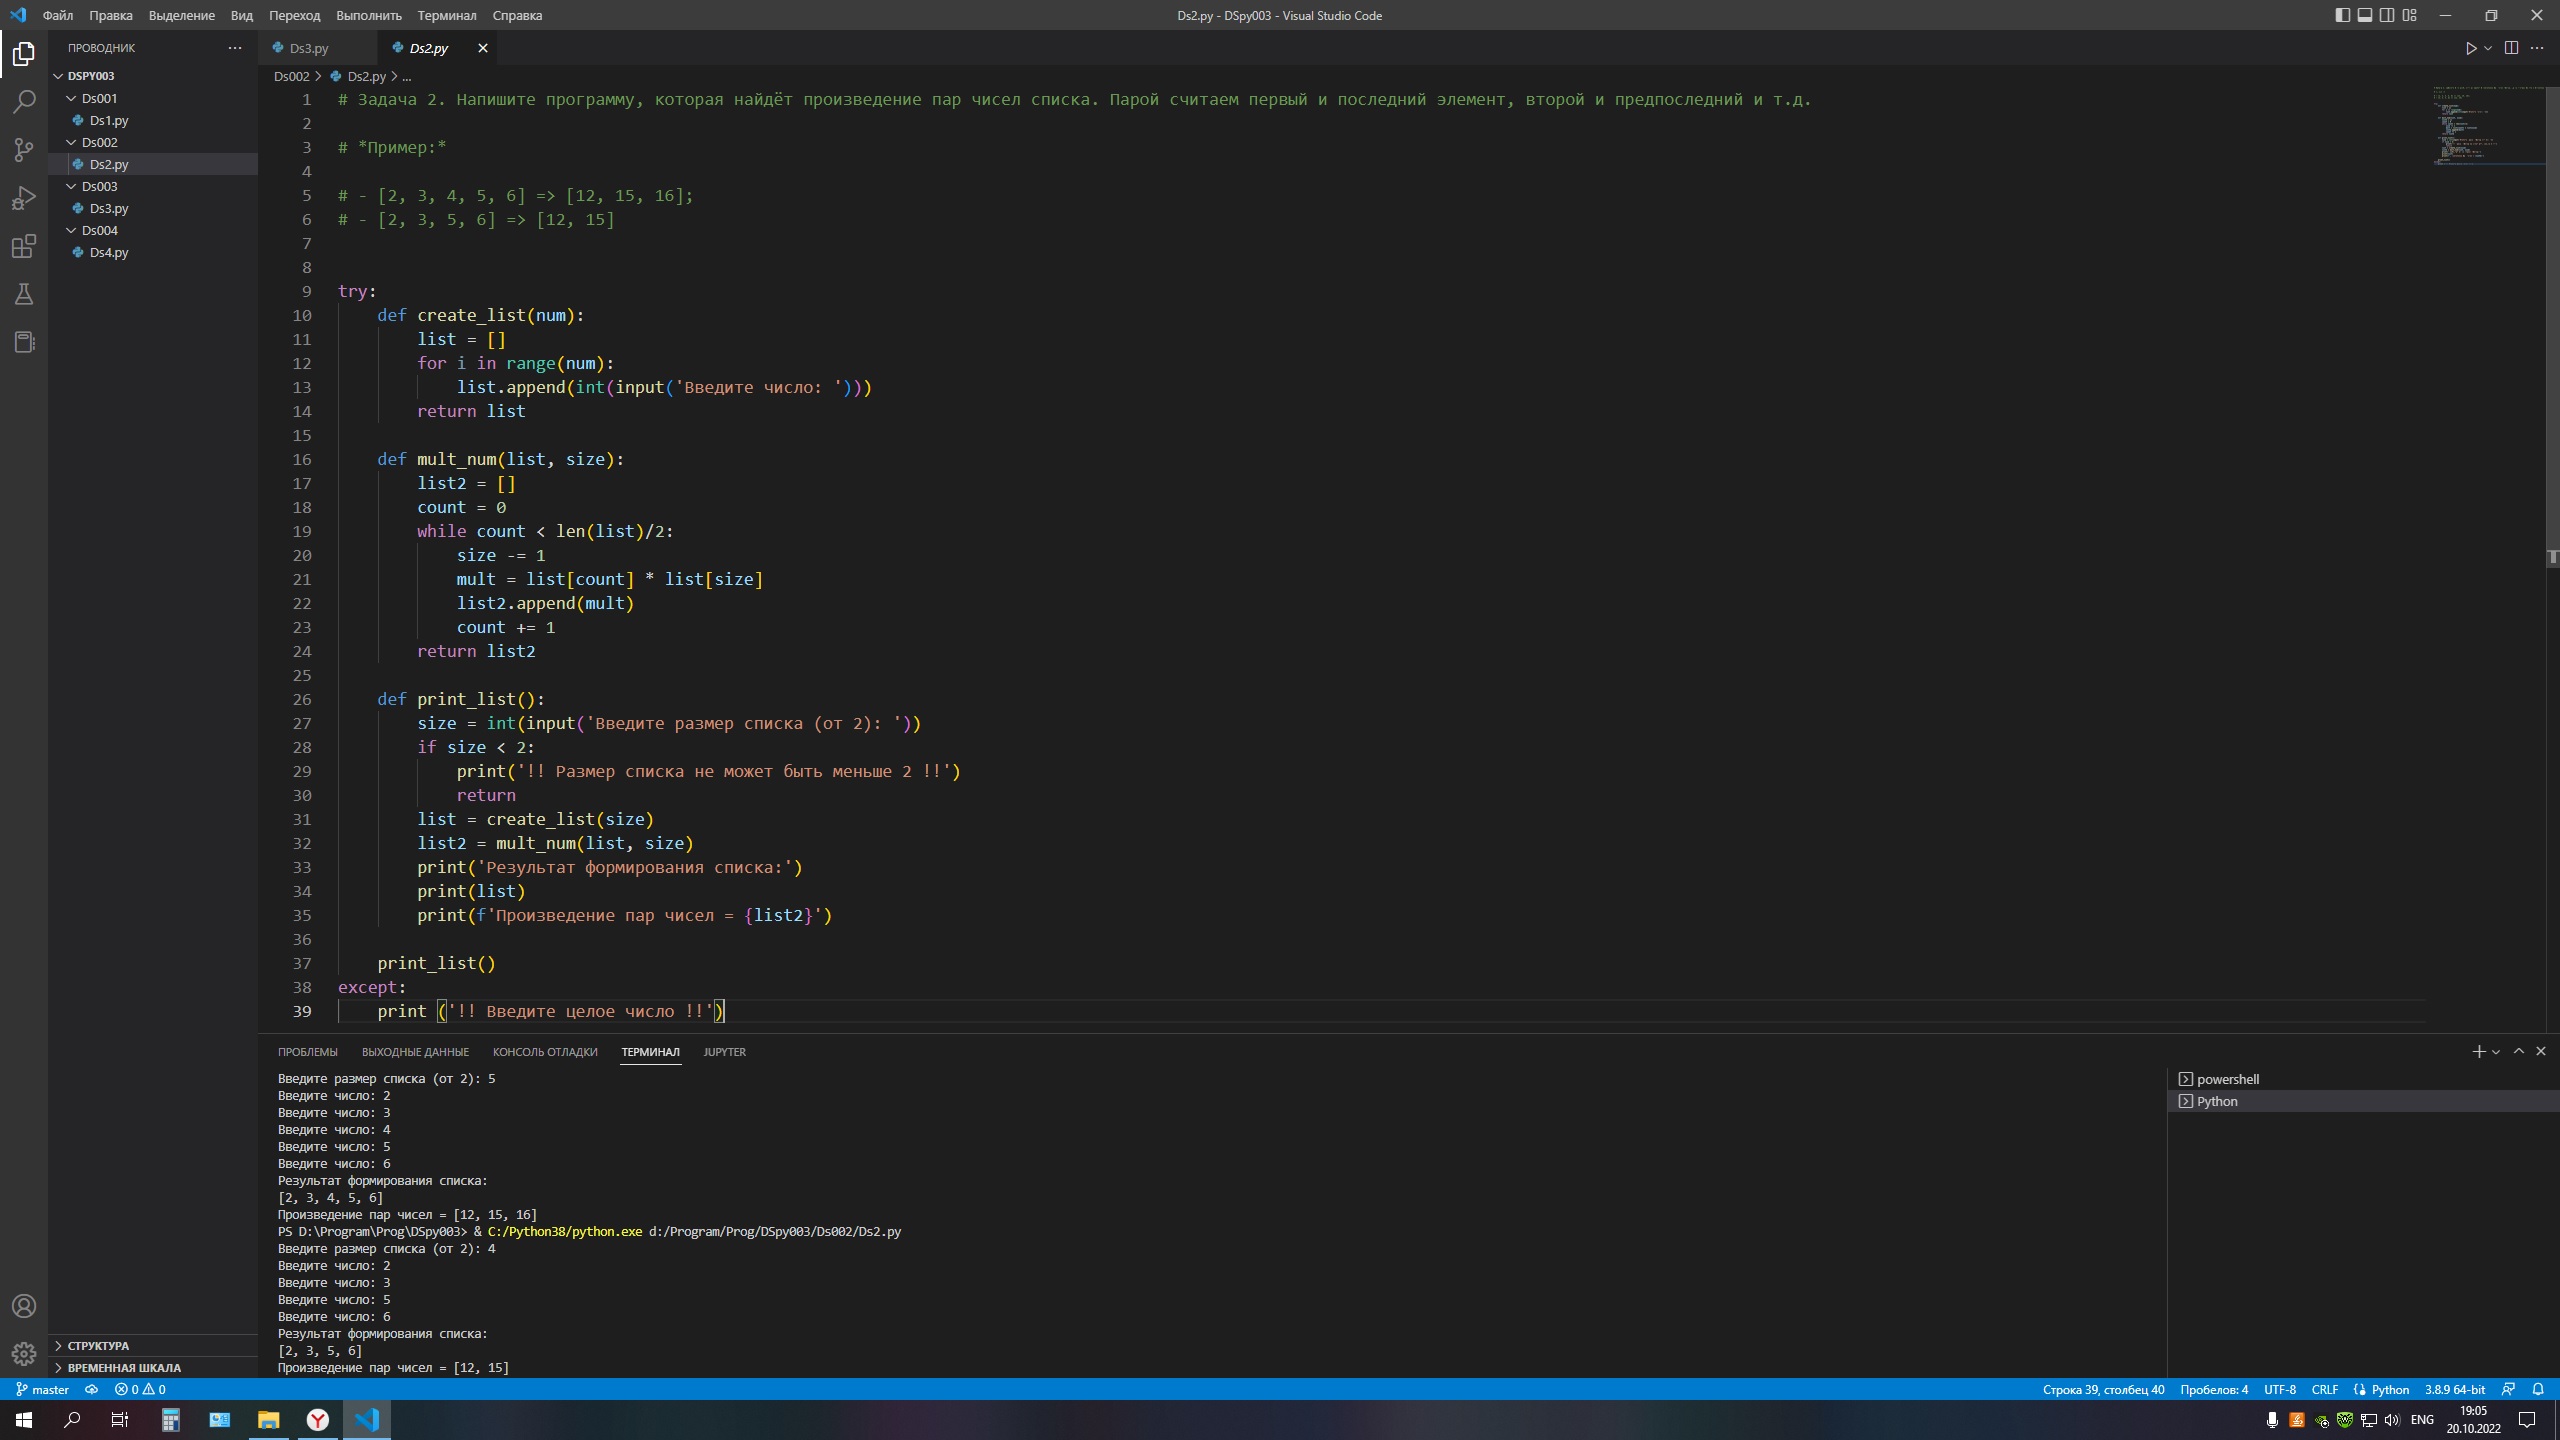 Файл Правка Выделение Вид Переход Выполнить Терминал Справка
Ds2.py - DSpy003 - Visual Studio Code
ПРОВОДНИК
DSPY003
Ds001
Ds1.py
Ds002
Ds2.py
Ds003
Ds3.py
Ds004
Ds4.py
СТРУКТУРА
ВРЕМЕННАЯ ШКАЛА
Ds3.py Ds2.py
Ds002 > Ds2.py > ...
1 # Задача 2. Напишите программу, которая найдёт произведение пар чисел списка. Парой считаем первый и последний элемент, второй и предпоследний и т.д.
2
3 # *Пример:*
4
5 # - [2, 3, 4, 5, 6] => [12, 15, 16];
6 # - [2, 3, 5, 6] => [12, 15]
7
8
9 try:
10     def create_list(num):
11         list = []
12         for i in range(num):
13             list.append(int(input('Введите число: ')))
14         return list
15
16     def mult_num(list, size):
17         list2 = []
18         count = 0
19         while count < len(list)/2:
20             size -= 1
21             mult = list[count] * list[size]
22             list2.append(mult)
23             count += 1
24         return list2
25
26     def print_list():
27         size = int(input('Введите размер списка (от 2): '))
28         if size < 2:
29             print('!! Размер списка не может быть меньше 2 !!')
30             return
31         list = create_list(size)
32         list2 = mult_num(list, size)
33         print('Результат формирования списка:')
34         print(list)
35         print(f'Произведение пар чисел = {list2}')
36
37     print_list()
38 except:
39     print ('!! Введите целое число !!')
ПРОБЛЕМЫ ВЫХОДНЫЕ ДАННЫЕ КОНСОЛЬ ОТЛАДКИ ТЕРМИНАЛ JUPYTER
Введите размер списка (от 2): 5
Введите число: 2
Введите число: 3
Введите число: 4
Введите число: 5
Введите число: 6
Результат формирования списка:
[2, 3, 4, 5, 6]
Произведение пар чисел = [12, 15, 16]
PS D:\Program\Prog\DSpy003> & C:/Python38/python.exe d:/Program/Prog/DSpy003/Ds002/Ds2.py
Введите размер списка (от 2): 4
Введите число: 2
Введите число: 3
Введите число: 5
Введите число: 6
Результат формирования списка:
[2, 3, 5, 6]
Произведение пар чисел = [12, 15]
powershell
Python
master 0 0
Строка 39, столбец 40 Пробелов: 4 UTF-8 CRLF Python 3.8.9 64-bit
ENG
19:05
20.10.2022